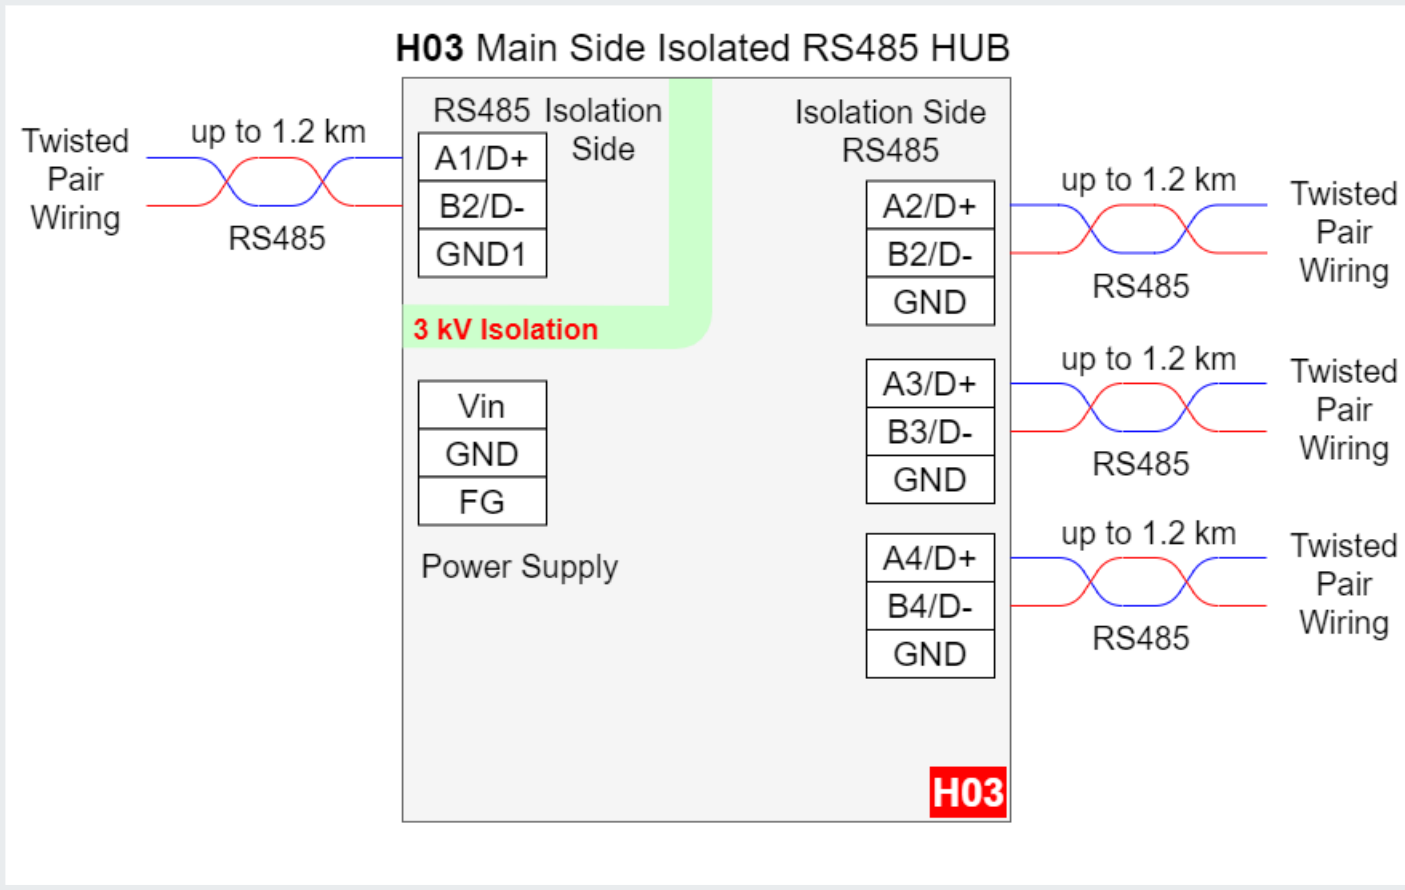 H03 Main Side Isolated RS485 HUB
Twisted
Pair
Wiring
up to 1.2 km
RS485
RS485 Isolation
Side
A1/D+
B2/D-
GND1
3 kV Isolation
Vin
GND
FG
Power Supply
Isolation Side
RS485
A2/D+
B2/D-
GND
up to 1.2 km
RS485
Twisted
Pair
Wiring
A3/D+
B3/D-
GND
up to 1.2 km
RS485
Twisted
Pair
Wiring
A4/D+
B4/D-
GND
up to 1.2 km
RS485
Twisted
Pair
Wiring
H03